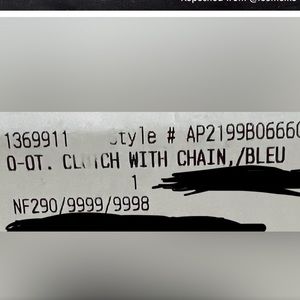 1369911 Style # AP2199B06660
O-OT. CLUTCH WITH CHAIN,/BLEU
1
NF290/9999/9998